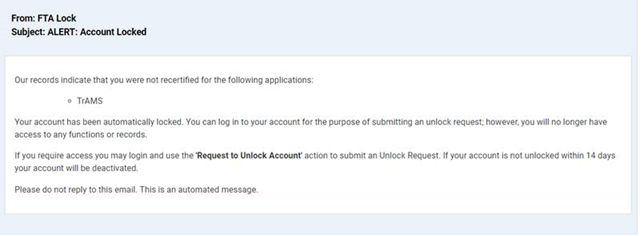 From: FTA Lock
Subject: ALERT: Account Locked
Our records indicate that you were not recertified for the following applications:
∘ TrAMS
Your account has been automatically locked. You can log in to your account for the purpose of submitting an unlock request; however, you will no longer have
access to any functions or records.
If you require access you may login and use the 'Request to Unlock Account' action to submit an Unlock Request. If your account is not unlocked within 14 days
your account will be deactivated.
Please do not reply to this email. This is an automated message.